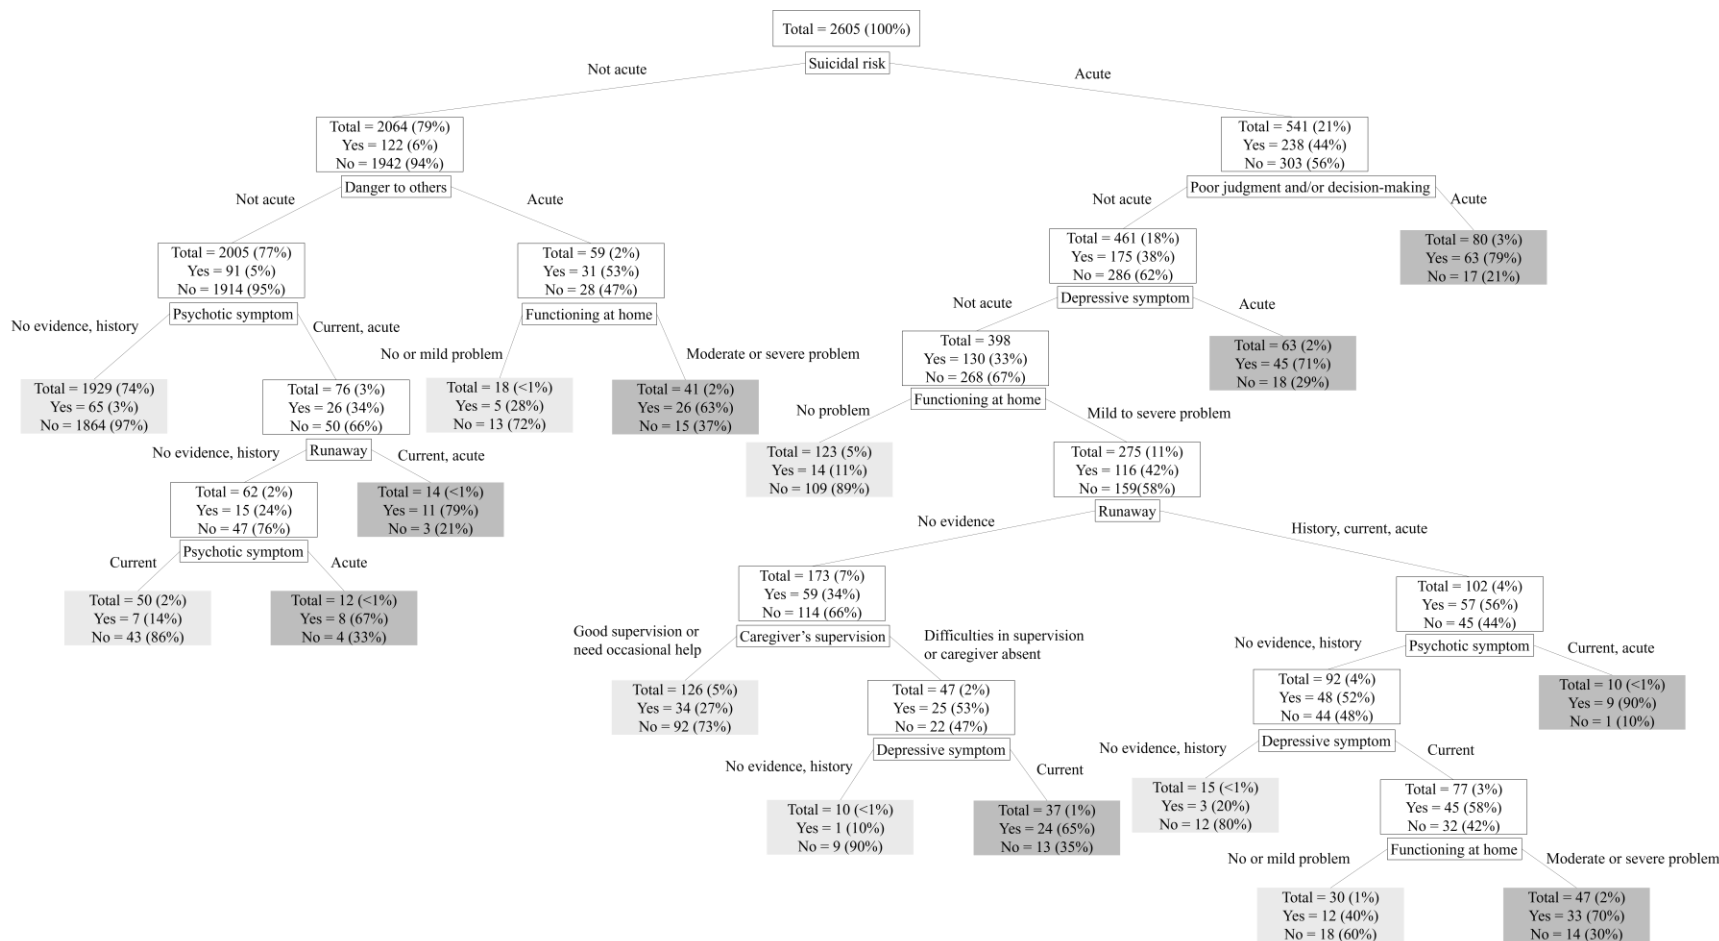 Total = 2605 (100%)
Suicidal risk
Not acute
Acute
Total = 2064 (79%)
Yes = 122 (6%)
No = 1942 (94%)
Danger to others
Total = 541 (21%)
Yes = 238 (44%)
No = 303 (56%)
Poor judgment and/or decision-making
Not acute
Acute
Not acute
Acute
Total = 2005 (77%)
Yes = 91 (5%)
No = 1914 (95%)
Psychotic symptom
Total = 59 (2%)
Yes = 31 (53%)
No = 28 (47%)
Functioning at home
Total = 461 (18%)
Yes = 175 (38%)
No = 286 (62%)
Depressive symptom
Total = 80 (3%)
Yes = 63 (79%)
No = 17 (21%)
No evidence, history
Current, acute
No or mild problem
Moderate or severe problem
Not acute
Acute
Total = 1929 (74%)
Yes = 65 (3%)
No = 1864 (97%)
Total = 76 (3%)
Yes = 26 (34%)
No = 50 (66%)
Runaway
Total = 18 (<1%)
Yes = 5 (28%)
No = 13 (72%)
Total = 41 (2%)
Yes = 26 (63%)
No = 15 (37%)
Total = 398
Yes = 130 (33%)
No = 268 (67%)
Functioning at home
Total = 63 (2%)
Yes = 45 (71%)
No = 18 (29%)
No evidence, history
Current, acute
No problem
Mild to severe problem
Total = 62 (2%)
Yes = 15 (24%)
No = 47 (76%)
Psychotic symptom
Total = 14 (<1%)
Yes = 11 (79%)
No = 3 (21%)
Total = 123 (5%)
Yes = 14 (11%)
No = 109 (89%)
Total = 275 (11%)
Yes = 116 (42%)
No = 159(58%)
Runaway
Current
Acute
No evidence
History, current, acute
Total = 50 (2%)
Yes = 7 (14%)
No = 43 (86%)
Total = 12 (<1%)
Yes = 8 (67%)
No = 4 (33%)
Total = 173 (7%)
Yes = 59 (34%)
No = 114 (66%)
Caregiver's supervision
Total = 102 (4%)
Yes = 57 (56%)
No = 45 (44%)
Psychotic symptom
Good supervision or
need occasional help
Difficulties in supervision
or caregiver absent
No evidence, history
Current, acute
Total = 126 (5%)
Yes = 34 (27%)
No = 92 (73%)
Total = 47 (2%)
Yes = 25 (53%)
No = 22 (47%)
Depressive symptom
Total = 92 (4%)
Yes = 48 (52%)
No = 44 (48%)
Depressive symptom
Total = 10 (<1%)
Yes = 9 (90%)
No = 1 (10%)
No evidence, history
Current
No evidence, history
Current
Total = 10 (<1%)
Yes = 1 (10%)
No = 9 (90%)
Total = 37 (1%)
Yes = 24 (65%)
No = 13 (35%)
Total = 15 (<1%)
Yes = 3 (20%)
No = 12 (80%)
Total = 77 (3%)
Yes = 45 (58%)
No = 32 (42%)
Functioning at home
No or mild problem
Moderate or severe problem
Total = 30 (1%)
Yes = 12 (40%)
No = 18 (60%)
Total = 47 (2%)
Yes = 33 (70%)
No = 14 (30%)